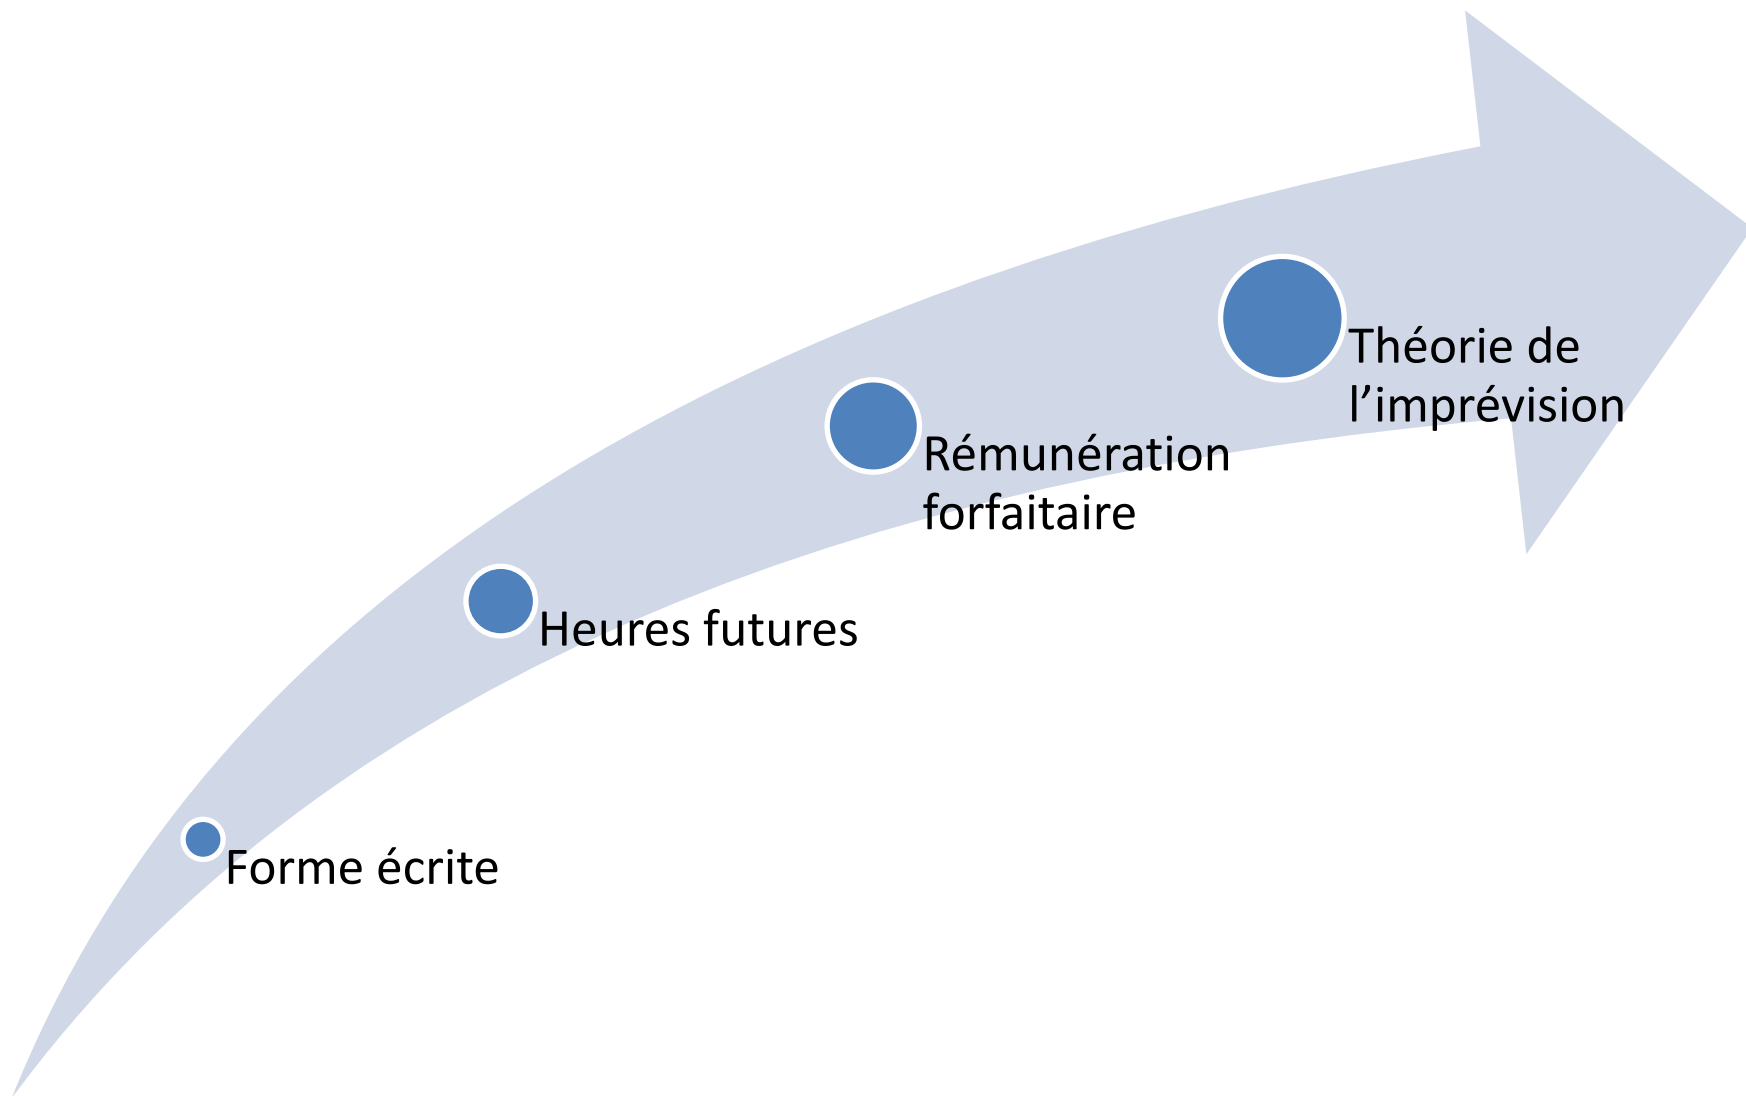 Théorie de
l’imprévision
Rémunération
forfaitaire
Heures futures
Forme écrite